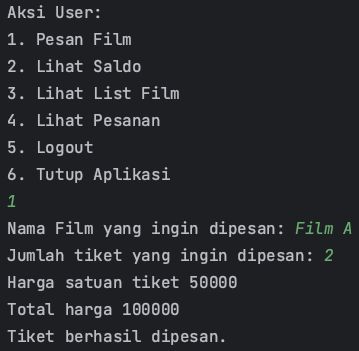 Aksi User:
1. Pesan Film
2. Lihat Saldo
3. Lihat List Film
4. Lihat Pesanan
5. Logout
6. Tutup Aplikasi
1
Nama Film yang ingin dipesan: Film A
Jumlah tiket yang ingin dipesan: 2
Harga satuan tiket 50000
Total harga 100000
Tiket berhasil dipesan.